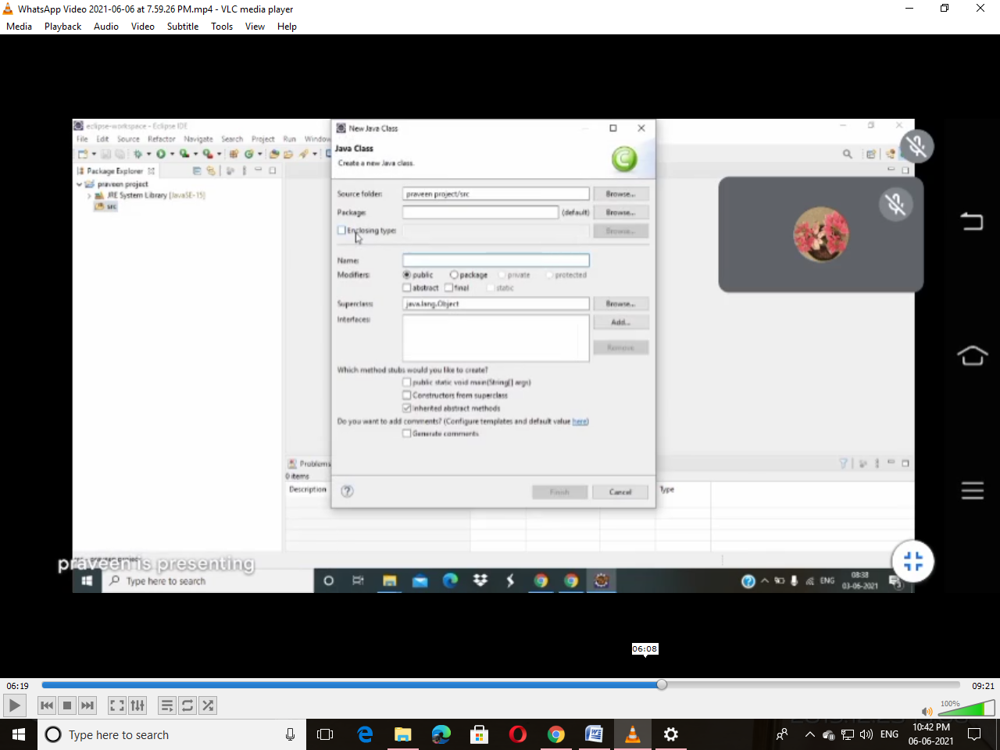 WhatsApp Video 2021-06-06 at 7.59.26 PM.mp4 - VLC media player
Media Playback Audio Video Subtitle Tools View Help
eclipse-workspace - Eclipse IDE
File Edit Source Refactor Navigate Search Project Run Window
Package Explorer
praveen project
JRE System Library [JavaSE-15]
src
New Java Class
Java Class
Create a new Java class.
Source folder: praveen project/src Browse...
Package: (default) Browse...
Enclosing type: Browse...
Name:
Modifiers: public package private protected
abstract final static
Superclass: java.lang.Object Browse...
Interfaces: Add...
Remove
Which method stubs would you like to create?
public static void main(String[] args)
Constructors from superclass
Inherited abstract methods
Do you want to add comments? (Configure templates and default value here)
Generate comments
Finish Cancel
Problems
0 items
Description Type
praveen is presenting
Type here to search
ENG 08:38 03-06-2021
06:08
06:19 09:21
100%
Type here to search
ENG 10:42 PM
06-06-2021